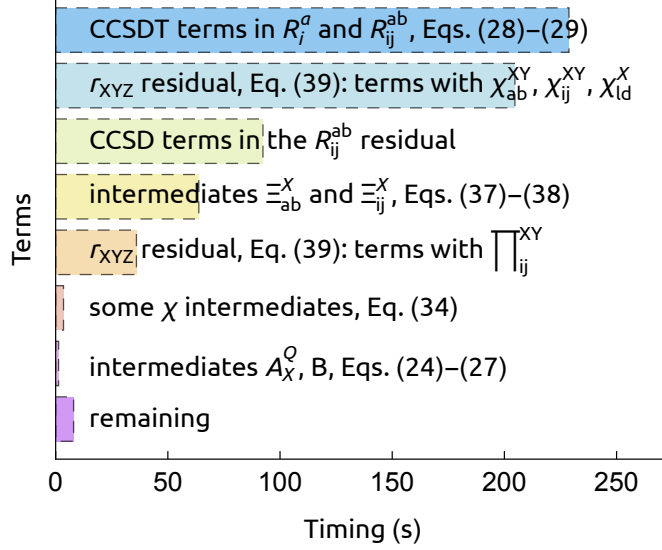 CCSDT terms in R_i^a and R_ij^ab, Eqs. (28)–(29)
r_XYZ residual, Eq. (39): terms with χ_ab^XY, χ_ij^XY, χ_ld^X
CCSD terms in the R_ij^ab residual
intermediates Ξ_ab^X and Ξ_ij^X, Eqs. (37)–(38)
r_XYZ residual, Eq. (39): terms with ∏_ij^XY
some χ intermediates, Eq. (34)
intermediates A_X^Q, B, Eqs. (24)–(27)
remaining
Terms
0 50 100 150 200 250
Timing (s)